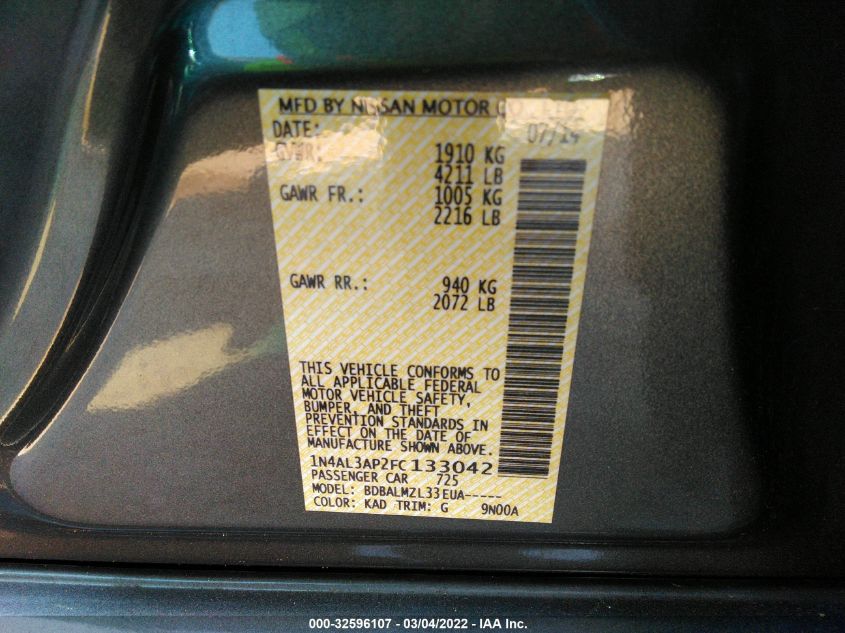 MFD BY NISSAN MOTOR CO
DATE: 07/14
GVWR: 1910 KG
4211 LB
GAWR FR.: 1005 KG
2216 LB
GAWR RR.: 940 KG
2072 LB
THIS VEHICLE CONFORMS TO
ALL APPLICABLE FEDERAL
MOTOR VEHICLE SAFETY,
BUMPER, AND THEFT
PREVENTION STANDARDS IN
EFFECT ON THE DATE OF
MANUFACTURE SHOWN ABOVE.
1N4AL3AP2FC133042
PASSENGER CAR 725
MODEL: BDBALMZL33EUA-----
COLOR: KAD TRIM: G 9N00A
000-32596107 - 03/04/2022 - IAA Inc.